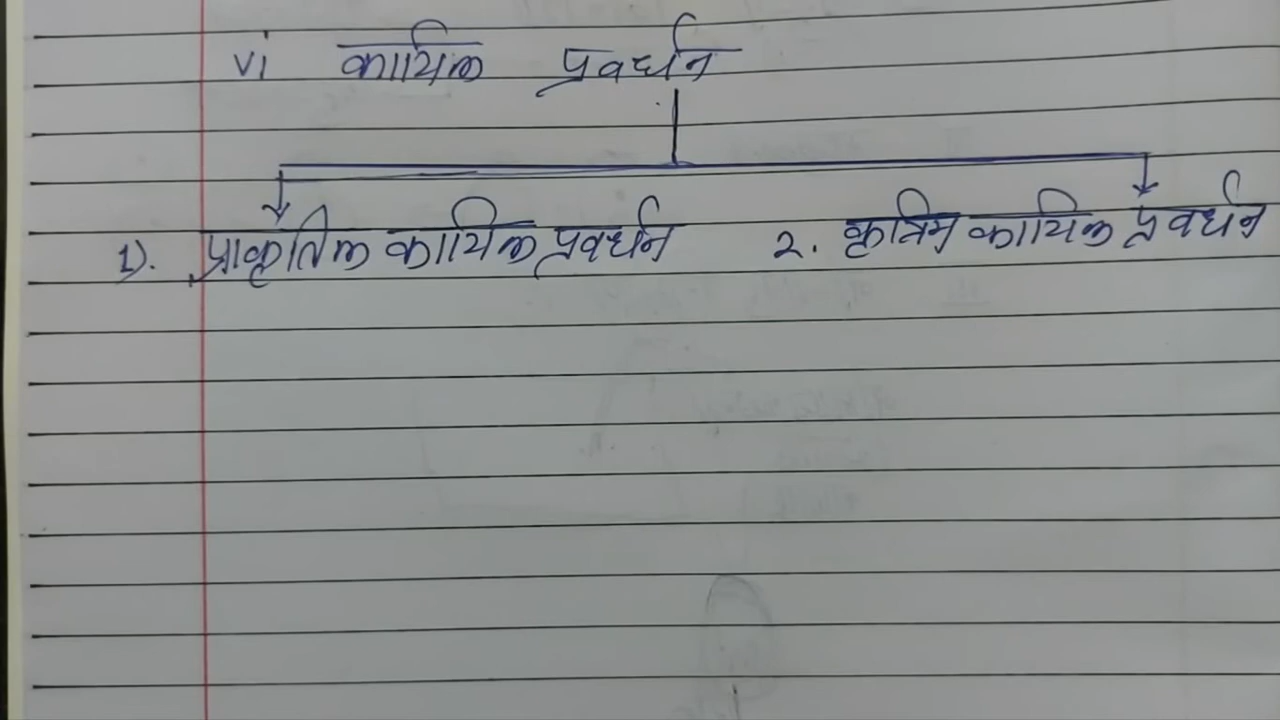 vi कायिक प्रवर्धन
1). प्राकृतिक कायिक प्रवर्धन 2. कृत्रिम कायिक प्रवर्धन